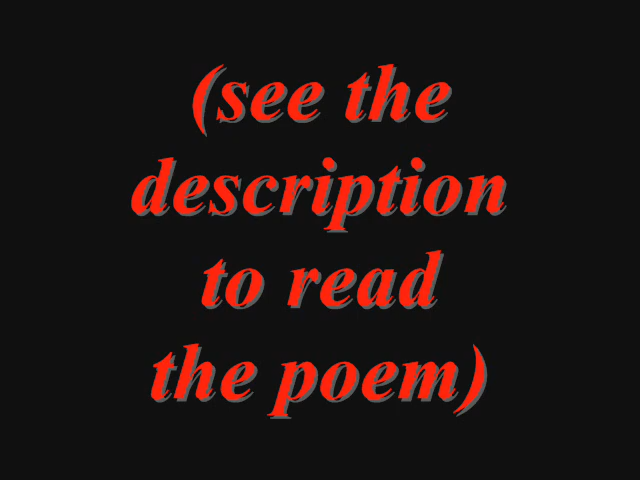 (see the
description
to read
the poem)